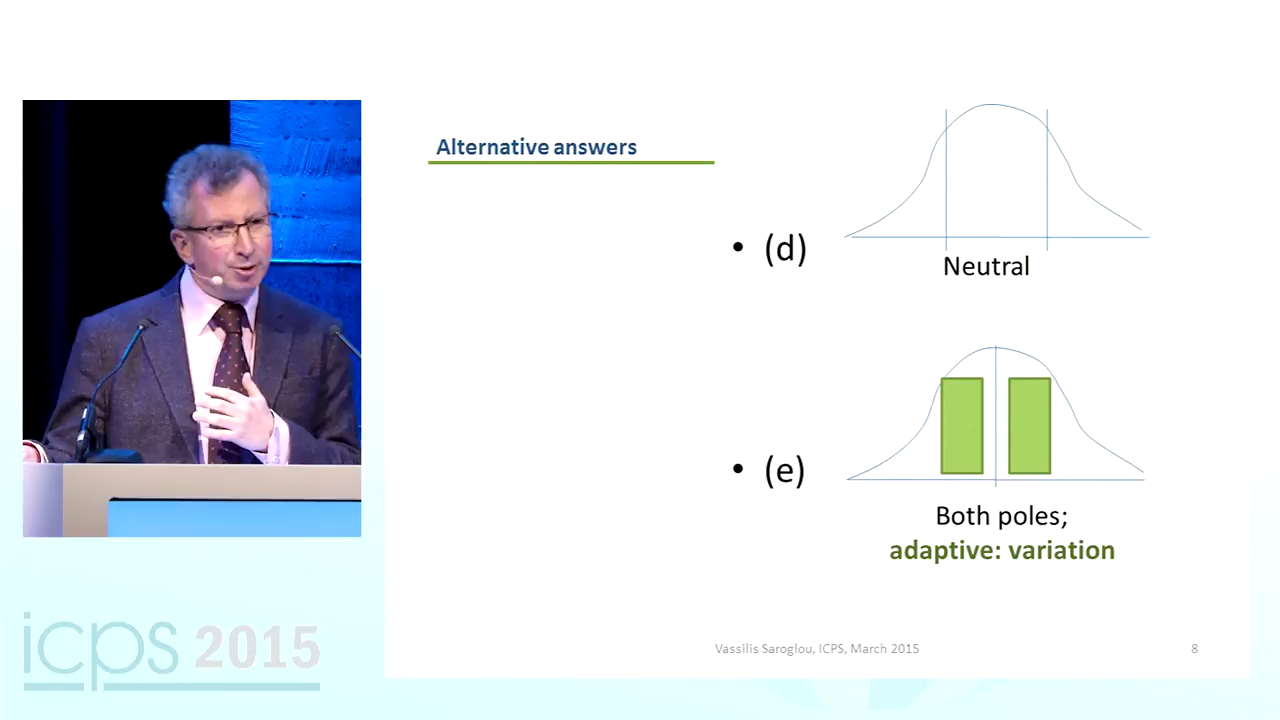 Alternative answers
• (d)
Neutral
• (e)
Both poles;
adaptive: variation
Vassilis Saroglou, ICPS, March 2015
8
icps 2015